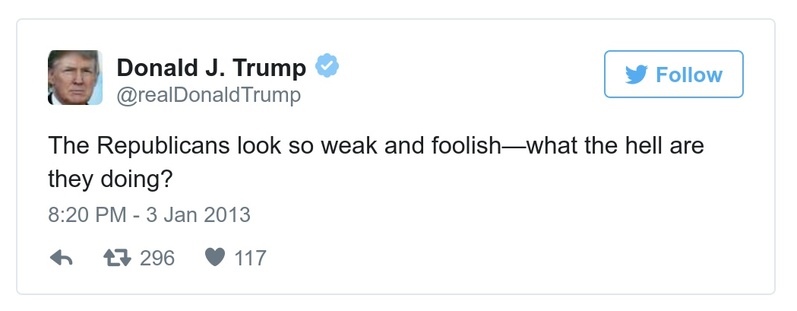 Donald J. Trump
@realDonaldTrump
Follow
The Republicans look so weak and foolish—what the hell are
they doing?
8:20 PM - 3 Jan 2013
296 117